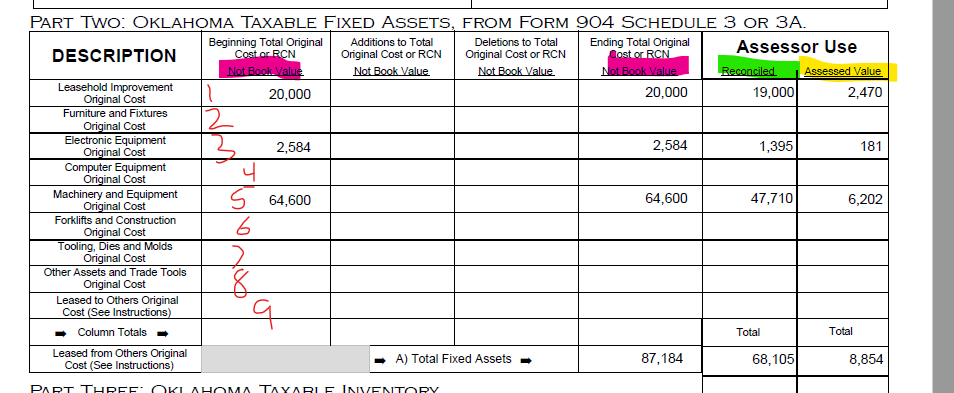 PART TWO: OKLAHOMA TAXABLE FIXED ASSETS, FROM FORM 904 SCHEDULE 3 OR 3A.
DESCRIPTION
Beginning Total Original
Cost or RCN
Not Book Value
Additions to Total
Original Cost or RCN
Not Book Value
Deletions to Total
Original Cost or RCN
Not Book Value
Ending Total Original
Cost or RCN
Not Book Value
Assessor Use
Reconciled
Assessed Value
Leasehold Improvement
Original Cost
1 20,000 20,000 19,000 2,470
Furniture and Fixtures
Original Cost
2
Electronic Equipment
Original Cost
3 2,584 2,584 1,395 181
Computer Equipment
Original Cost
4
Machinery and Equipment
Original Cost
5 64,600 64,600 47,710 6,202
Forklifts and Construction
Original Cost
6
Tooling, Dies and Molds
Original Cost
7
Other Assets and Trade Tools
Original Cost
8
Leased to Others Original
Cost (See Instructions)
9
➡ Column Totals ➡ Total Total
Leased from Others Original
Cost (See Instructions)
➡ A) Total Fixed Assets ➡ 87,184 68,105 8,854
PART THREE: OKLAHOMA TAXABLE INVENTORY